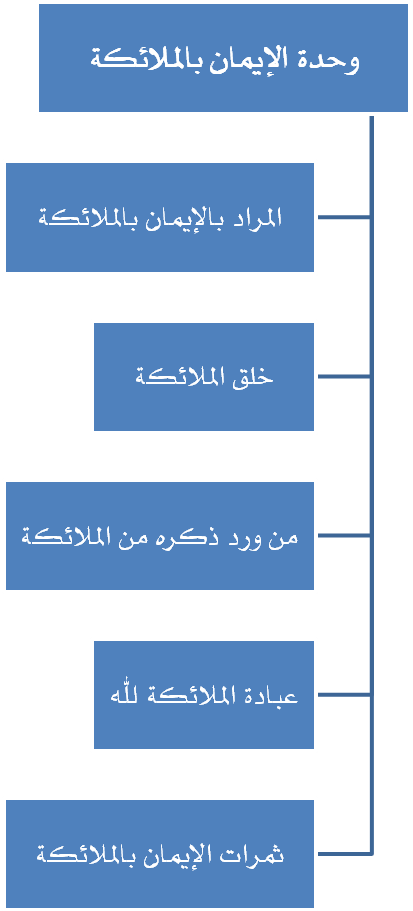 وحدة الإيمان بالملائكة
المراد بالإيمان بالملائكة
خلق الملائكة
من ورد ذكره من الملائكة
عبادة الملائكة لله
ثمرات الإيمان بالملائكة